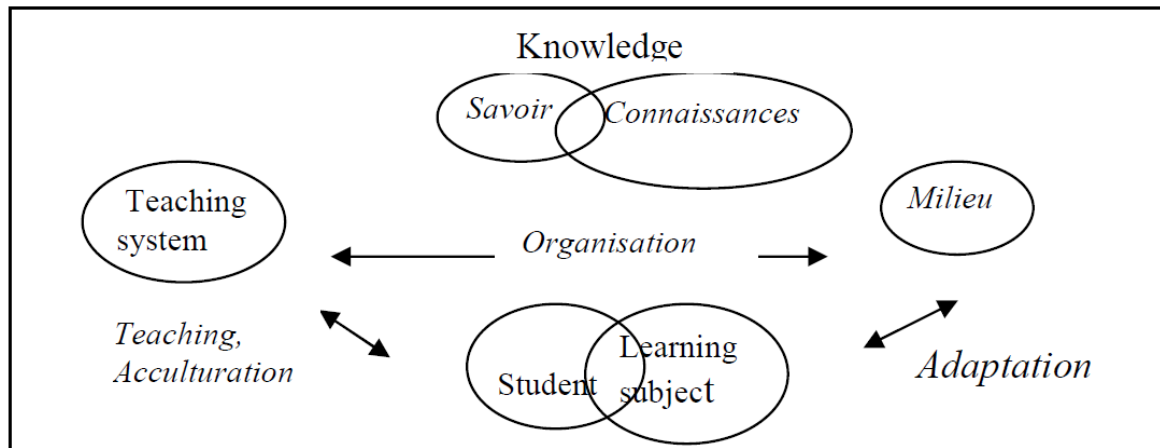 Knowledge
Savoir
Connaissances
Teaching
system
Milieu
Organisation
Teaching,
Acculturation
Student
Learning
subject
Adaptation